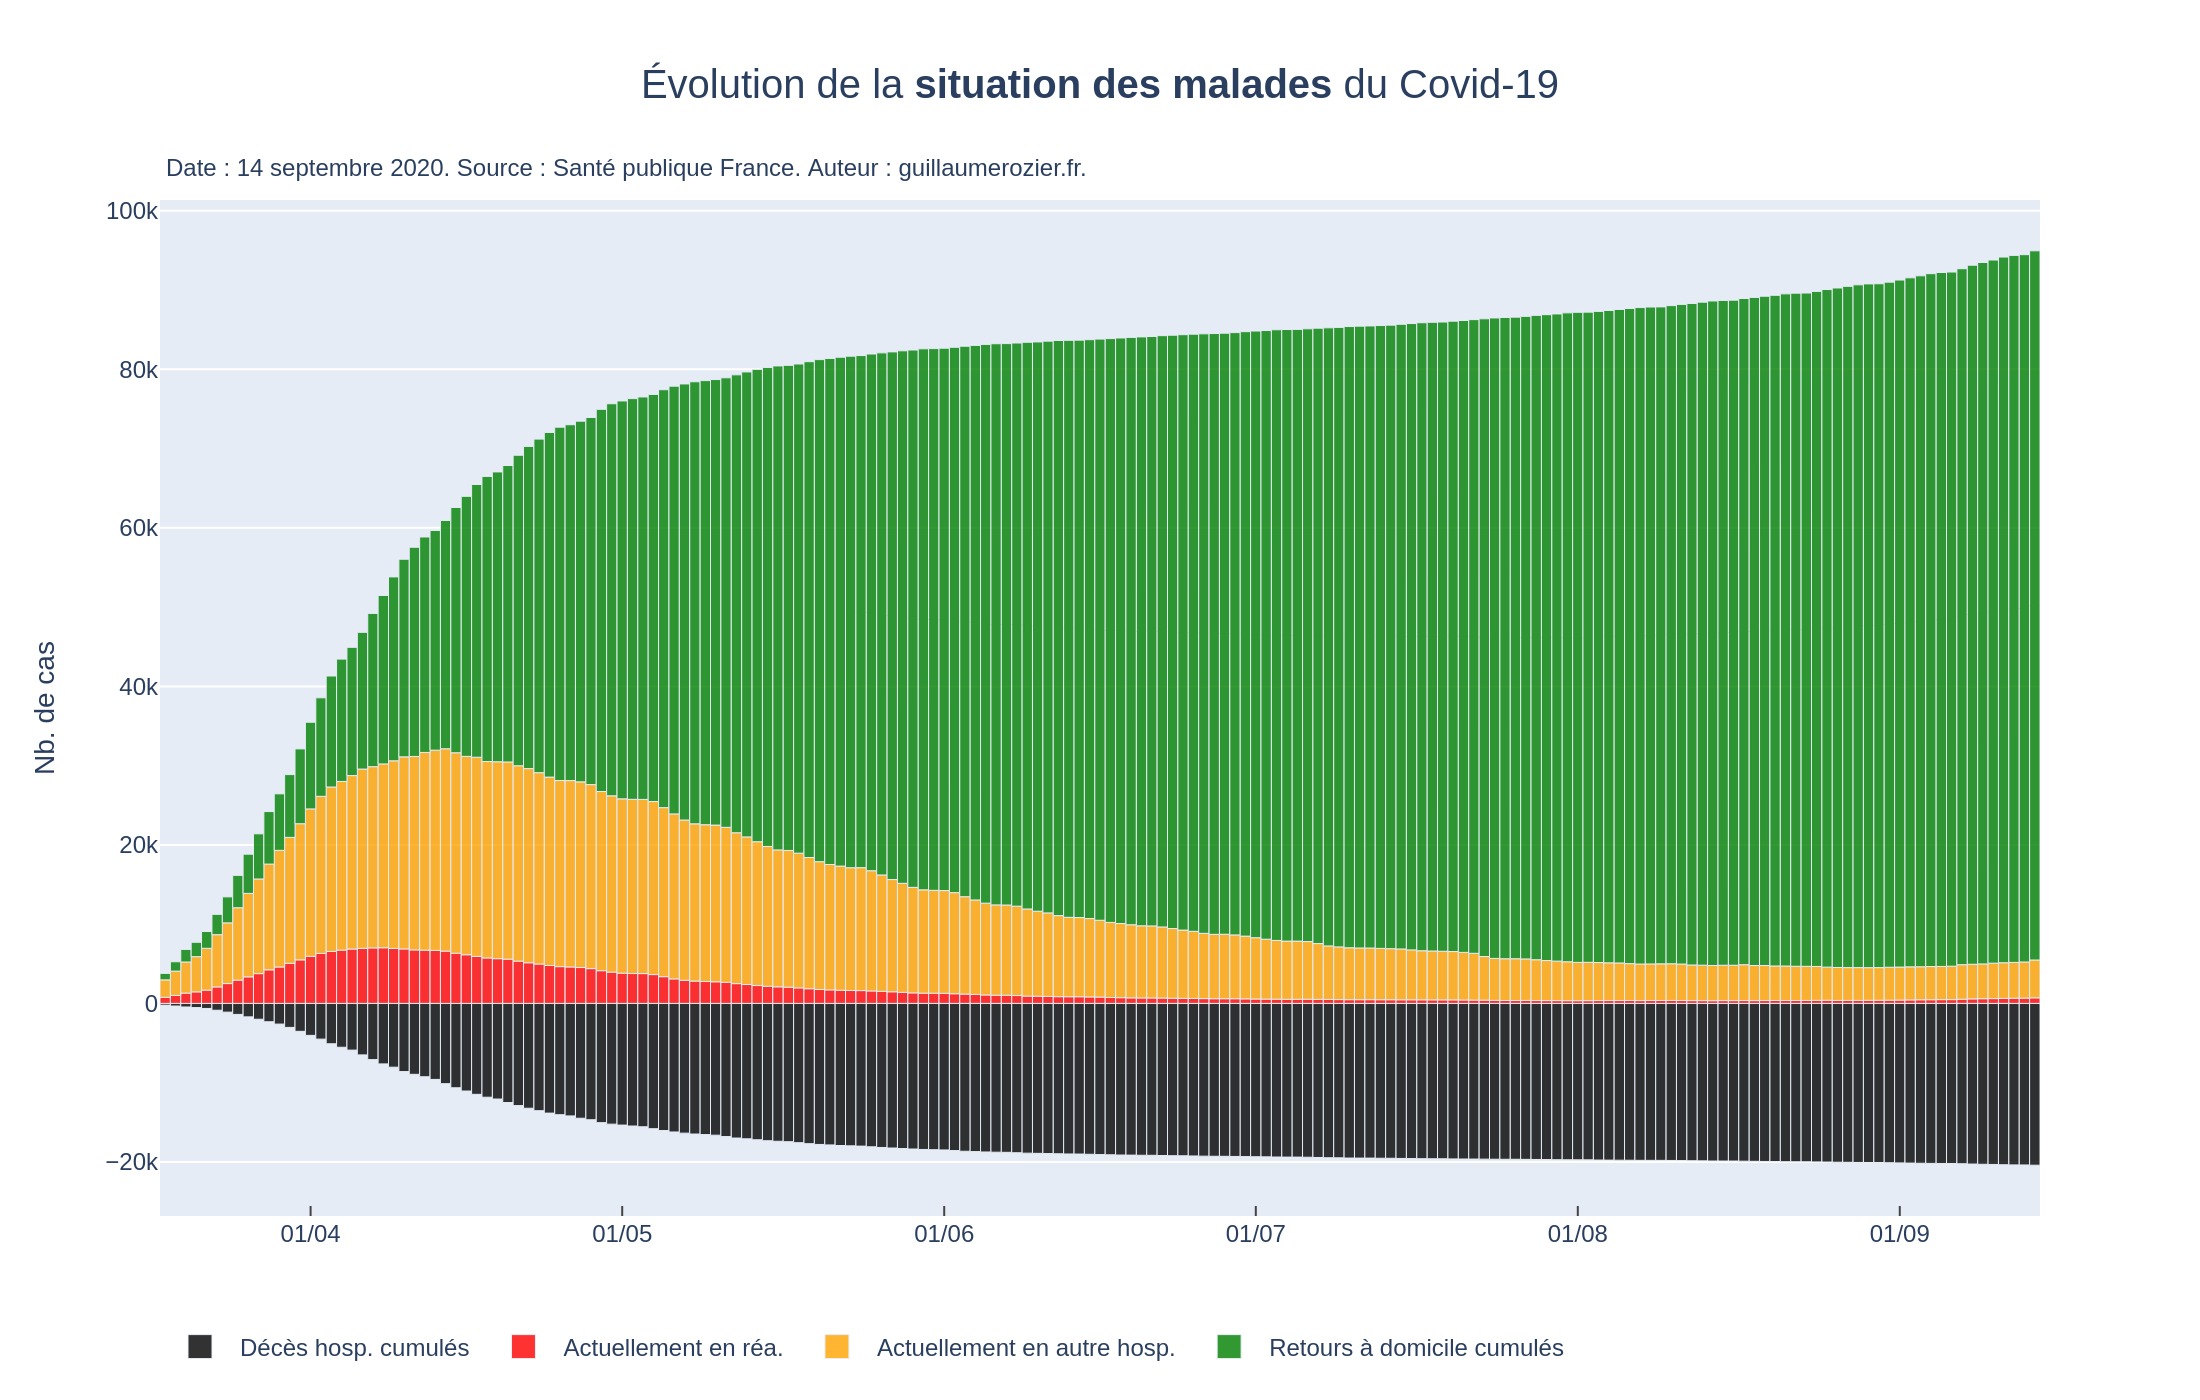 Évolution de la situation des malades du Covid-19
Date : 14 septembre 2020. Source : Santé publique France. Auteur : guillaumerozier.fr.
100k
80k
60k
40k
20k
0
−20k
Nb. de cas
01/04 01/05 01/06 01/07 01/08 01/09
Décès hosp. cumulés Actuellement en réa. Actuellement en autre hosp. Retours à domicile cumulés